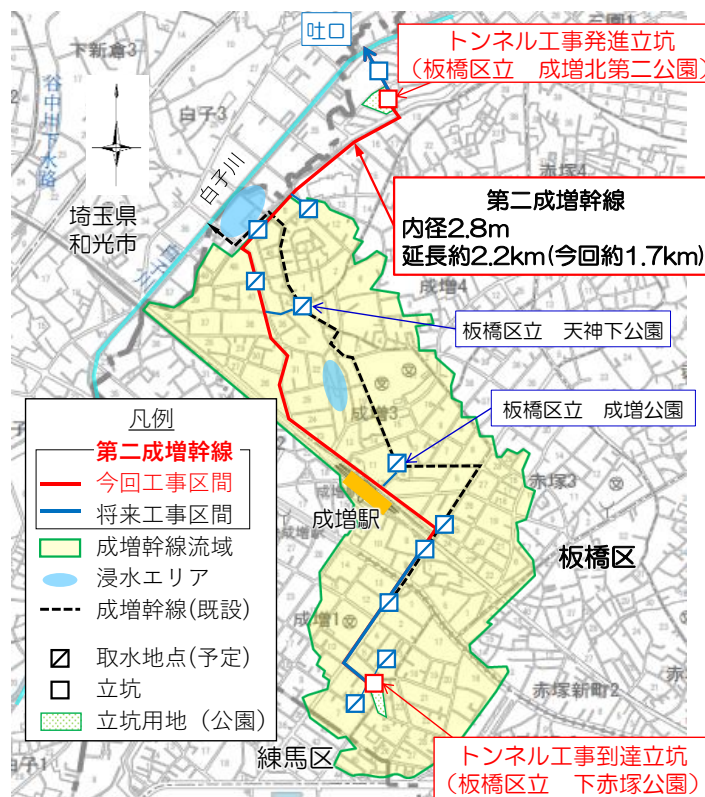 吐口
トンネル工事発進立坑
（板橋区立　成増北第二公園）
下新倉3
谷中川下水路
白子3
白子川
赤塚4
埼玉県
和光市
第二成増幹線
内径2.8m
延長約2.2km(今回約1.7km)
成増4
板橋区立　天神下公園
成増3
板橋区立　成増公園
凡例
第二成増幹線
今回工事区間
将来工事区間
成増幹線流域
浸水エリア
成増幹線(既設)
取水地点(予定)
立坑
立坑用地（公園）
赤塚3
成増駅
板橋区
成増1
赤塚新町2
練馬区
トンネル工事到達立坑
（板橋区立　下赤塚公園）